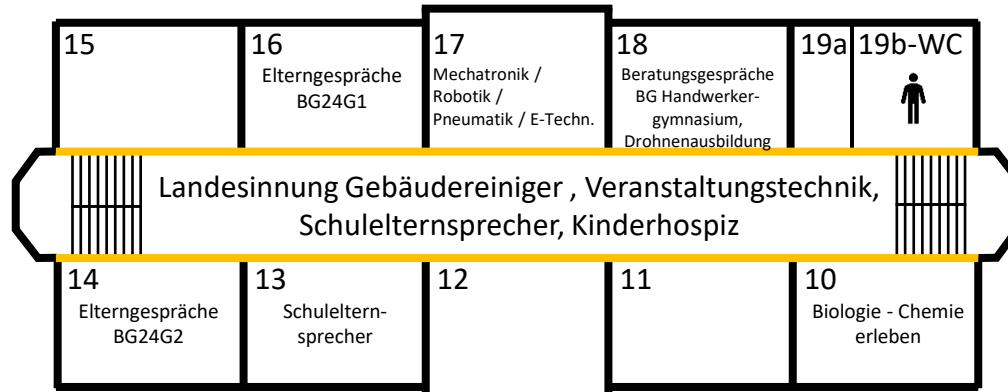 15
16
Elterngespräche
BG24G1
17
Mechatronik /
Robotik /
Pneumatik / E-Techn.
18
Beratungsgespräche
BG Handwerker-
gymnasium,
Drohnenausbildung
19a
19b-WC
Landesinnung Gebäudereiniger , Veranstaltungstechnik,
Schulelternsprecher, Kinderhospiz
14
Elterngespräche
BG24G2
13
Schuleltern-
sprecher
12
11
10
Biologie - Chemie
erleben